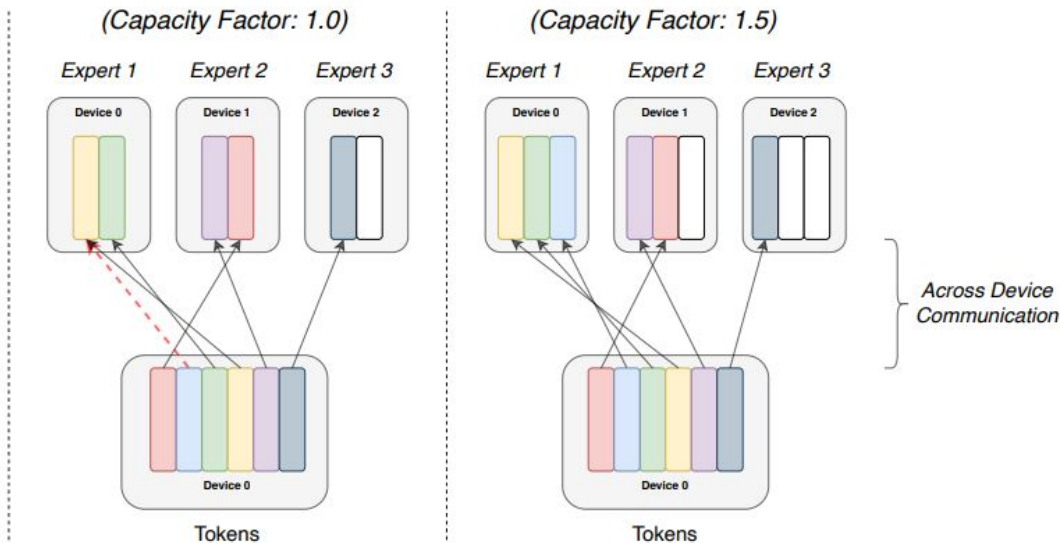 (Capacity Factor: 1.0)
Expert 1 Expert 2 Expert 3
Device 0 Device 1 Device 2
Device 0
Tokens
(Capacity Factor: 1.5)
Expert 1 Expert 2 Expert 3
Device 0 Device 1 Device 2
Device 0
Tokens
Across Device
Communication